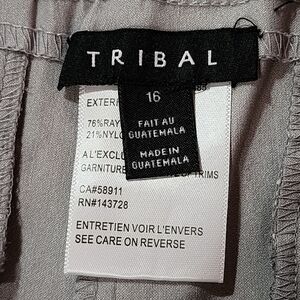 TRIBAL
16
FAIT AU
GUATEMALA
MADE IN
GUATEMALA
76%RAY
21%NYLO
A L'EXCLU
GARNITURE
TRIMS
CA#58911
RN#143728
ENTRETIEN VOIR L'ENVERS
SEE CARE ON REVERSE